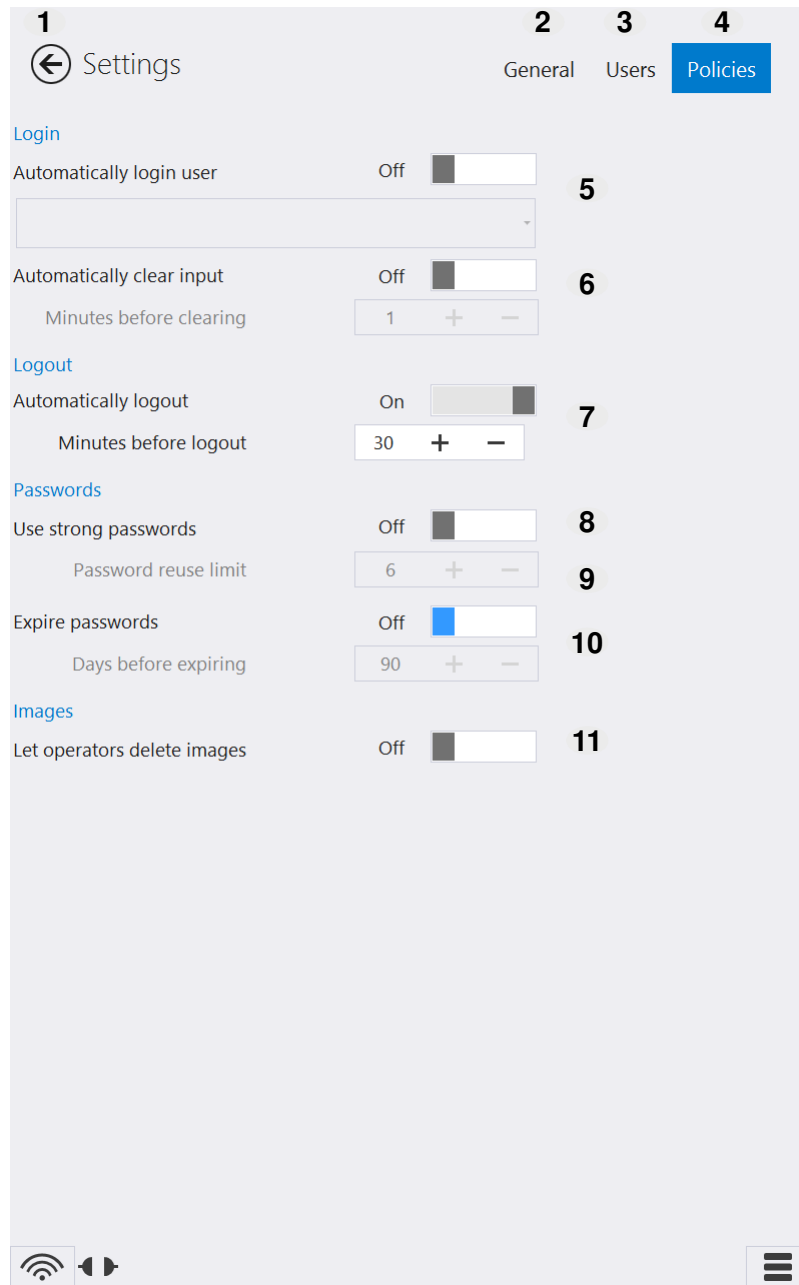 1 2 3 4
Settings General Users Policies
Login
Automatically login user Off
5
Automatically clear input Off 6
Minutes before clearing 1 + −
Logout
Automatically logout On
7
Minutes before logout 30 + −
Passwords
Use strong passwords Off 8
Password reuse limit 6 + −
9
Expire passwords Off
10
Days before expiring 90 + −
Images
Let operators delete images Off 11